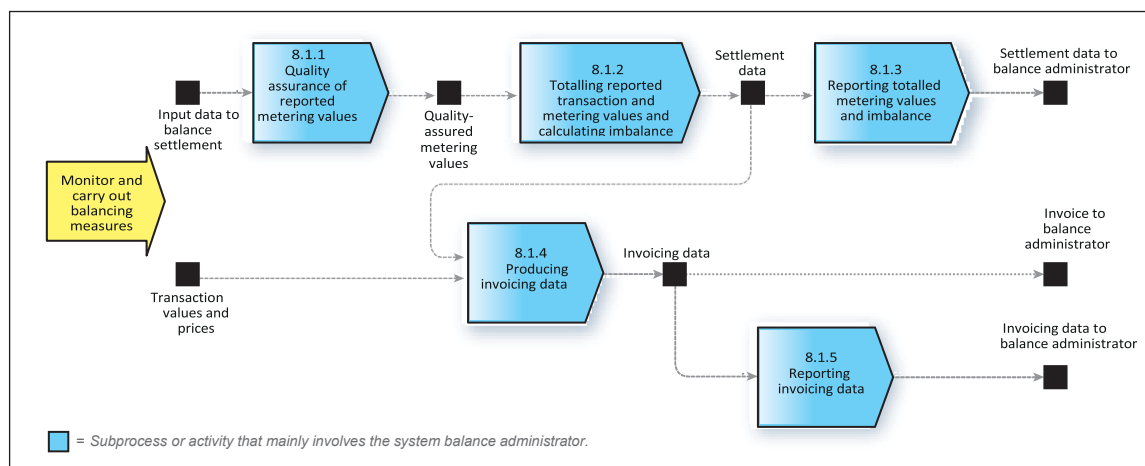 8.1.1
Quality
assurance of
reported
metering values
8.1.2
Totalling reported
transaction and
metering values and
calculating imbalance
Settlement
data
8.1.3
Reporting totalled
metering values
and imbalance
Settlement data to
balance administrator
Input data to
balance
settlement
Quality-
assured
metering
values
Monitor and
carry out
balancing
measures
8.1.4
Producing
invoicing data
Invoicing data
Invoice to
balance
administrator
Transaction
values and
prices
8.1.5
Reporting
invoicing data
Invoicing data to
balance administrator
= Subprocess or activity that mainly involves the system balance administrator.